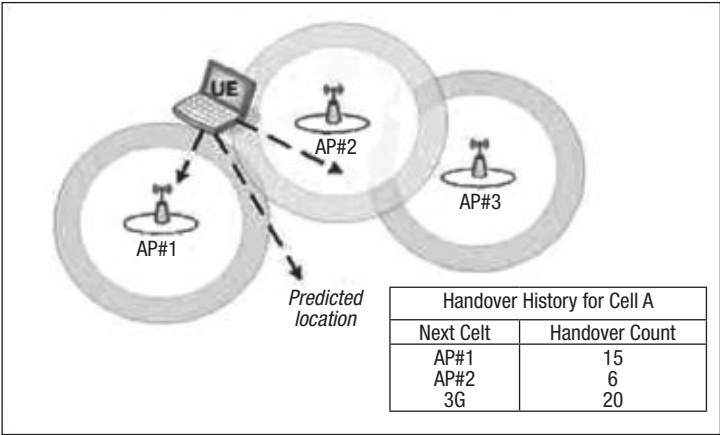 UE
AP#2
AP#3
AP#1
Predicted
location
Handover History for Cell A
Next Celt Handover Count
AP#1 15
AP#2 6
3G 20